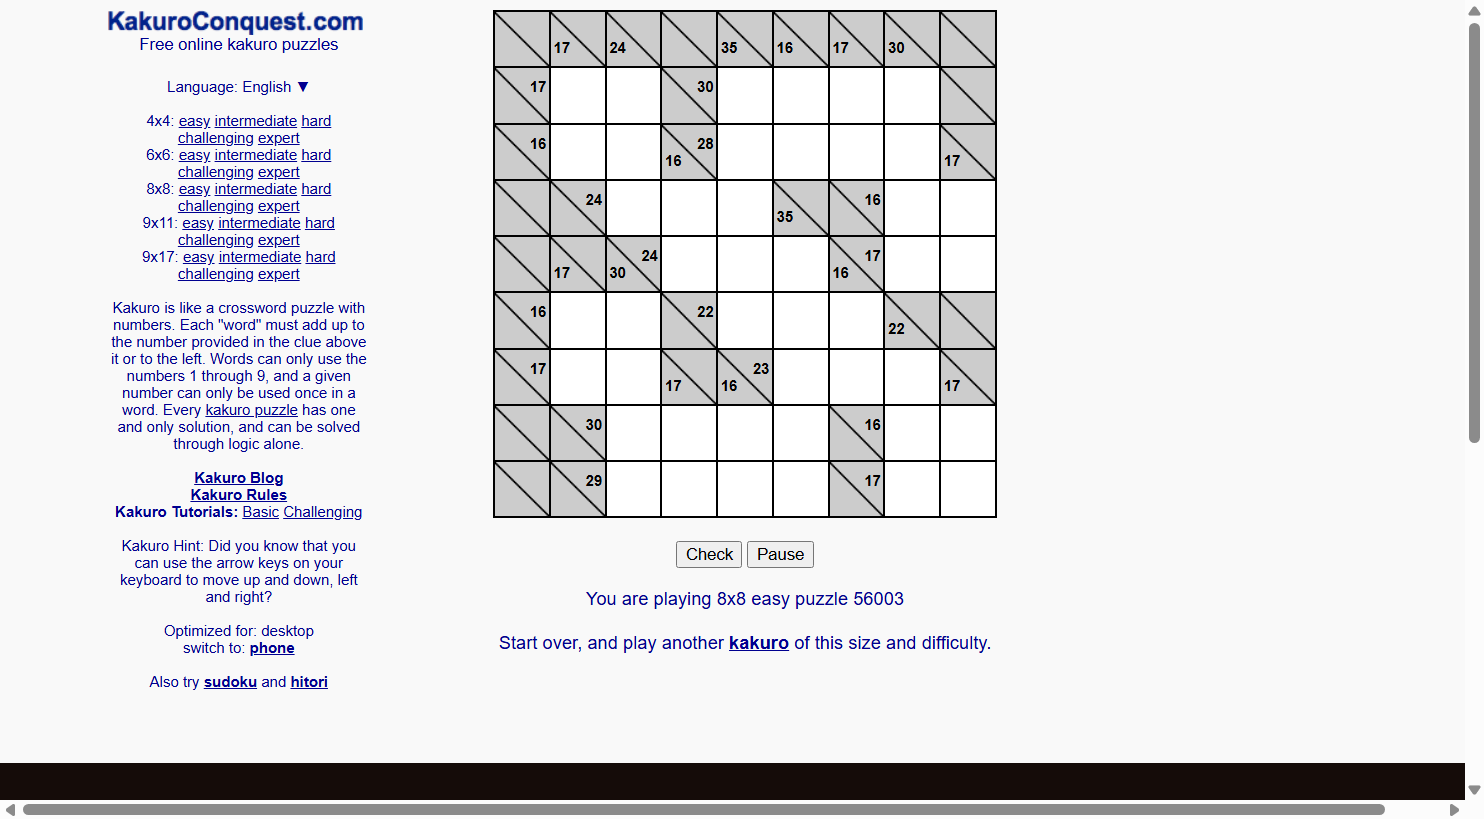 KakuroConquest.com
Free online kakuro puzzles
Language: English ▼
4x4: easy intermediate hard
challenging expert
6x6: easy intermediate hard
challenging expert
8x8: easy intermediate hard
challenging expert
9x11: easy intermediate hard
challenging expert
9x17: easy intermediate hard
challenging expert
Kakuro is like a crossword puzzle with
numbers. Each "word" must add up to
the number provided in the clue above
it or to the left. Words can only use the
numbers 1 through 9, and a given
number can only be used once in a
word. Every kakuro puzzle has one
and only solution, and can be solved
through logic alone.
Kakuro Blog
Kakuro Rules
Kakuro Tutorials: Basic Challenging
Kakuro Hint: Did you know that you
can use the arrow keys on your
keyboard to move up and down, left
and right?
Optimized for: desktop
switch to: phone
Also try sudoku and hitori
17 24 35 16 17 30
17 30
16 28
16 17
24 16
35
24 17
17 30 16
16 22
22
17 23
17 16 17
30 16
29 17
Check Pause
You are playing 8x8 easy puzzle 56003
Start over, and play another kakuro of this size and difficulty.